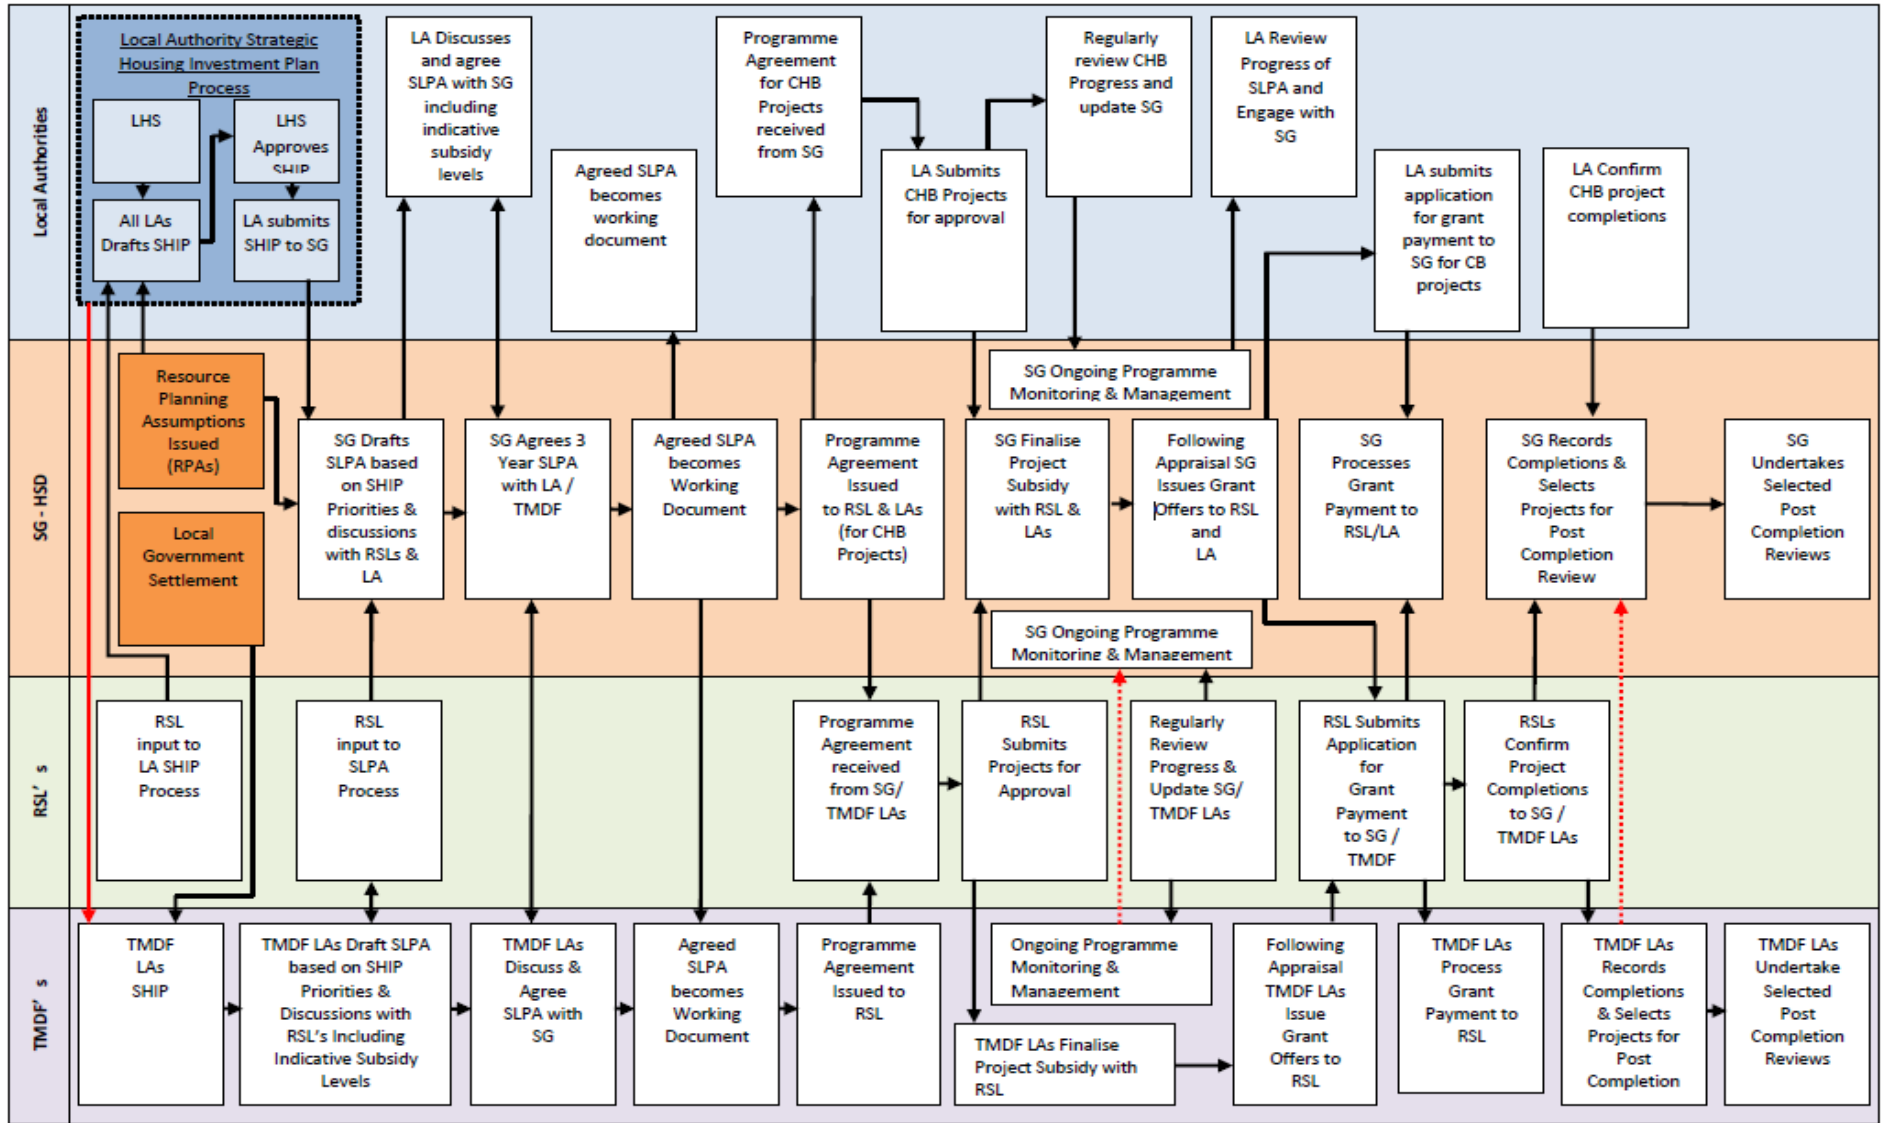 Local Authorities
Local Authority Strategic
Housing Investment Plan
Process
LHS
LHS
Approves
SHIP
All LAs
Drafts SHIP
LA submits
SHIP to SG
LA Discusses
and agree
SLPA with SG
including
indicative
subsidy
levels
Agreed SLPA
becomes
working
document
Programme
Agreement
for CHB
Projects
received
from SG
LA Submits
CHB Projects
for approval
Regularly
review CHB
Progress and
update SG
LA Review
Progress of
SLPA and
Engage with
SG
LA submits
application
for grant
payment to
SG for CB
projects
LA Confirm
CHB project
completions
SG - HSD
Resource
Planning
Assumptions
Issued
(RPAs)
Local
Government
Settlement
SG Drafts
SLPA based
on SHIP
Priorities &
discussions
with RSLs &
LA
SG Agrees 3
Year SLPA
with LA /
TMDF
Agreed SLPA
becomes
Working
Document
Programme
Agreement
Issued
to RSL & LAs
(for CHB
Projects)
SG Finalise
Project
Subsidy
with RSL &
LAs
SG Ongoing Programme
Monitoring & Management
Following
Appraisal SG
Issues Grant
Offers to RSL
and
LA
SG Ongoing Programme
Monitoring & Management
SG
Processes
Grant
Payment to
RSL/LA
SG Records
Completions &
Selects
Projects for
Post
Completion
Review
SG
Undertakes
Selected
Post
Completion
Reviews
RSL' s
RSL
input to
LA SHIP
Process
RSL
input to
SLPA
Process
Programme
Agreement
received
from SG/
TMDF LAs
RSL
Submits
Projects for
Approval
Regularly
Review
Progress &
Update SG/
TMDF LAs
RSL Submits
Application
for
Grant
Payment
to SG /
TMDF
RSLs
Confirm
Project
Completions
to SG /
TMDF LAs
TMDF' s
TMDF
LAs
SHIP
TMDF LAs Draft SLPA
based on SHIP
Priorities &
Discussions with
RSL's Including
Indicative Subsidy
Levels
TMDF LAs
Discuss &
Agree
SLPA with
SG
Agreed
SLPA
becomes
Working
Document
Programme
Agreement
Issued to
RSL
Ongoing Programme
Monitoring &
Management
TMDF LAs Finalise
Project Subsidy with
RSL
Following
Appraisal
TMDF LAs
Issue
Grant
Offers to
RSL
TMDF LAs
Process
Grant
Payment to
RSL
TMDF LAs
Records
Completions
& Selects
Projects for
Post
Completion
TMDF LAs
Undertake
Selected
Post
Completion
Reviews